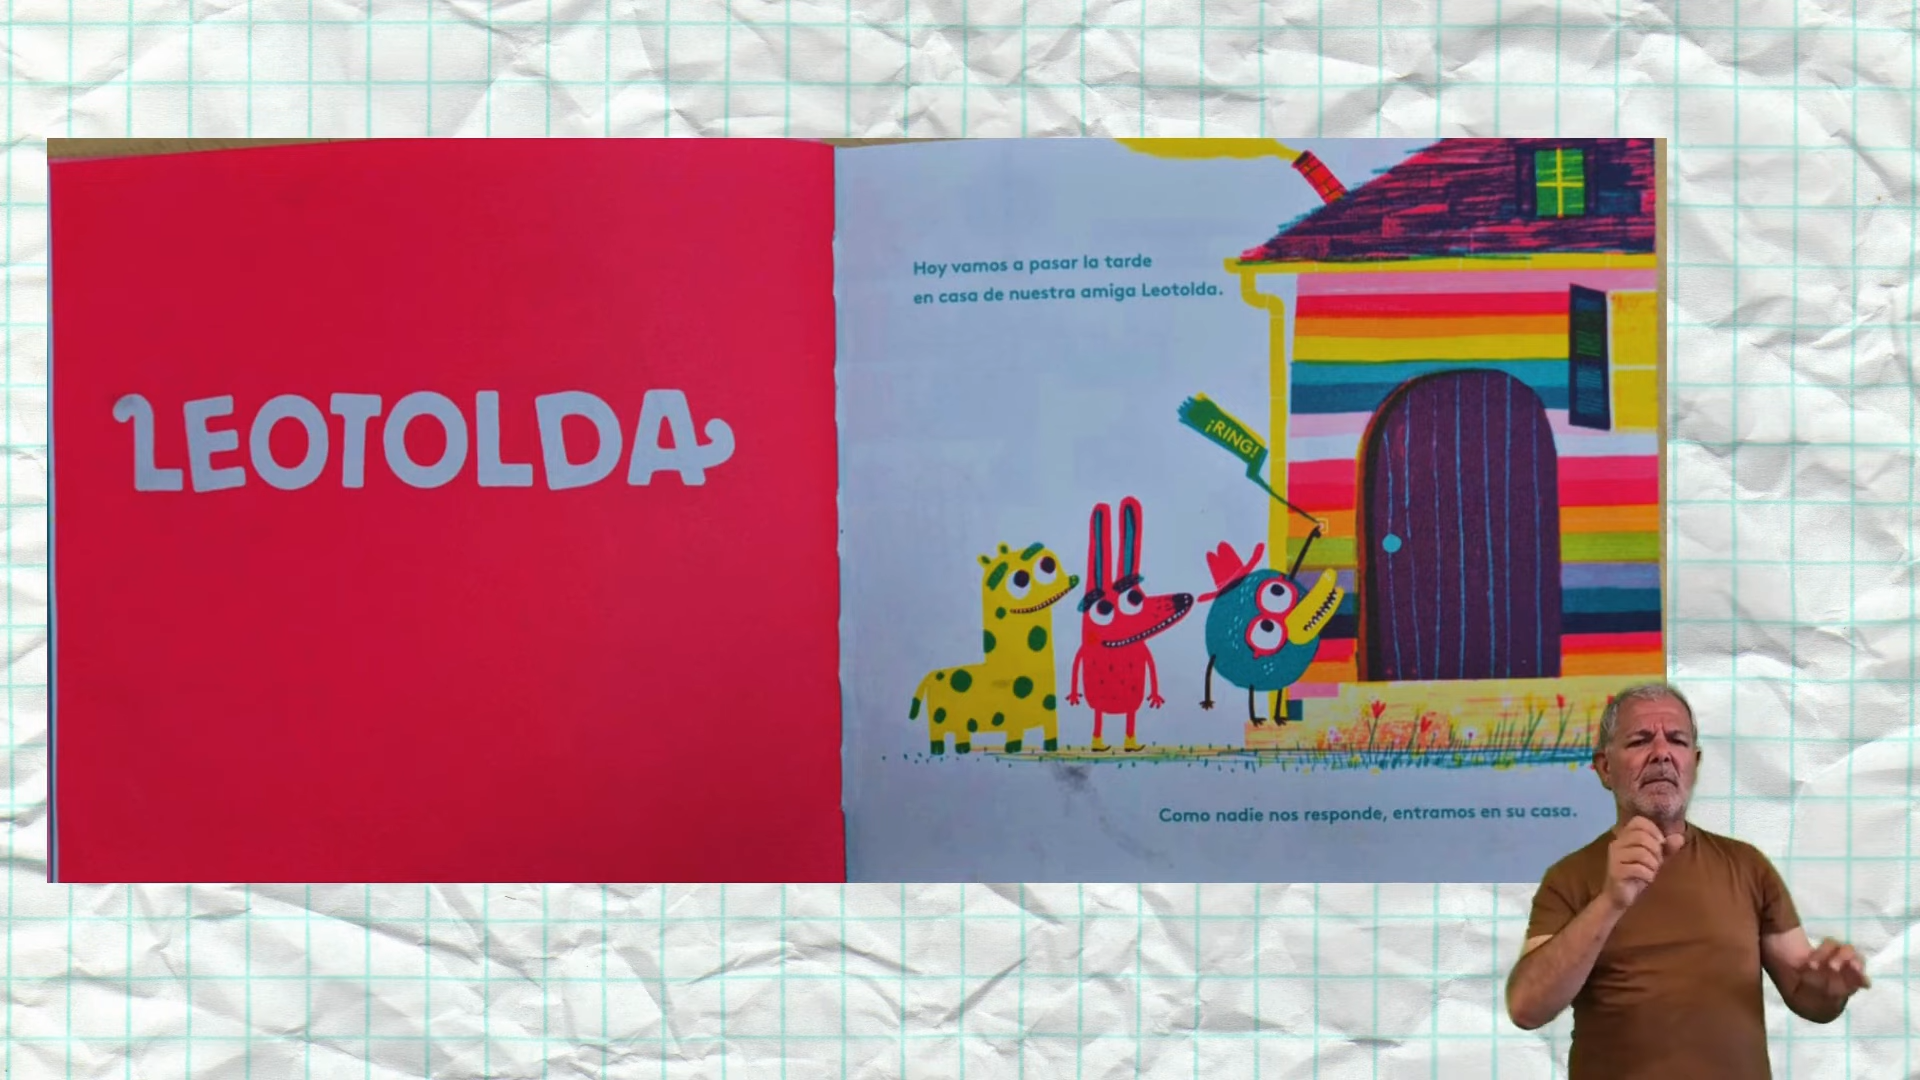 LEOTOLDA
Hoy vamos a pasar la tarde
en casa de nuestra amiga Leotolda.
¡RING!
Como nadie nos responde, entramos en su casa.